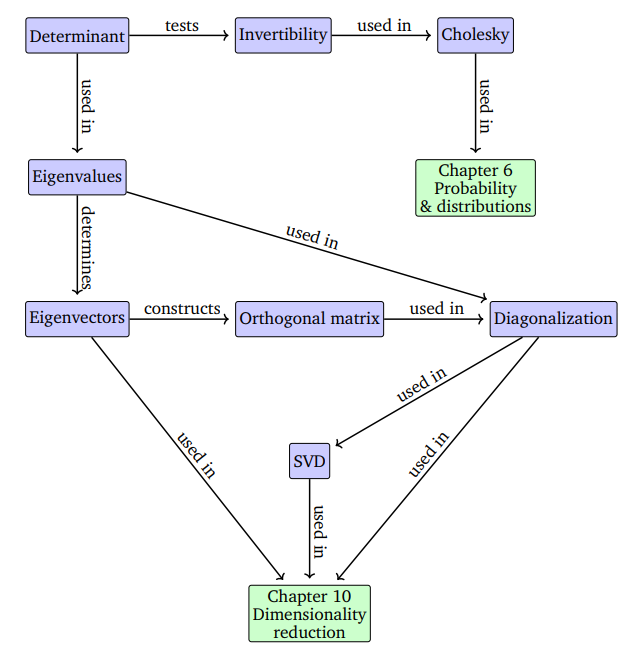 Determinant
tests
Invertibility
used in
Cholesky
used in
used in
Eigenvalues
Chapter 6
Probability
& distributions
determines
used in
Eigenvectors
constructs
Orthogonal matrix
used in
Diagonalization
used in
used in
used in
SVD
used in
Chapter 10
Dimensionality
reduction